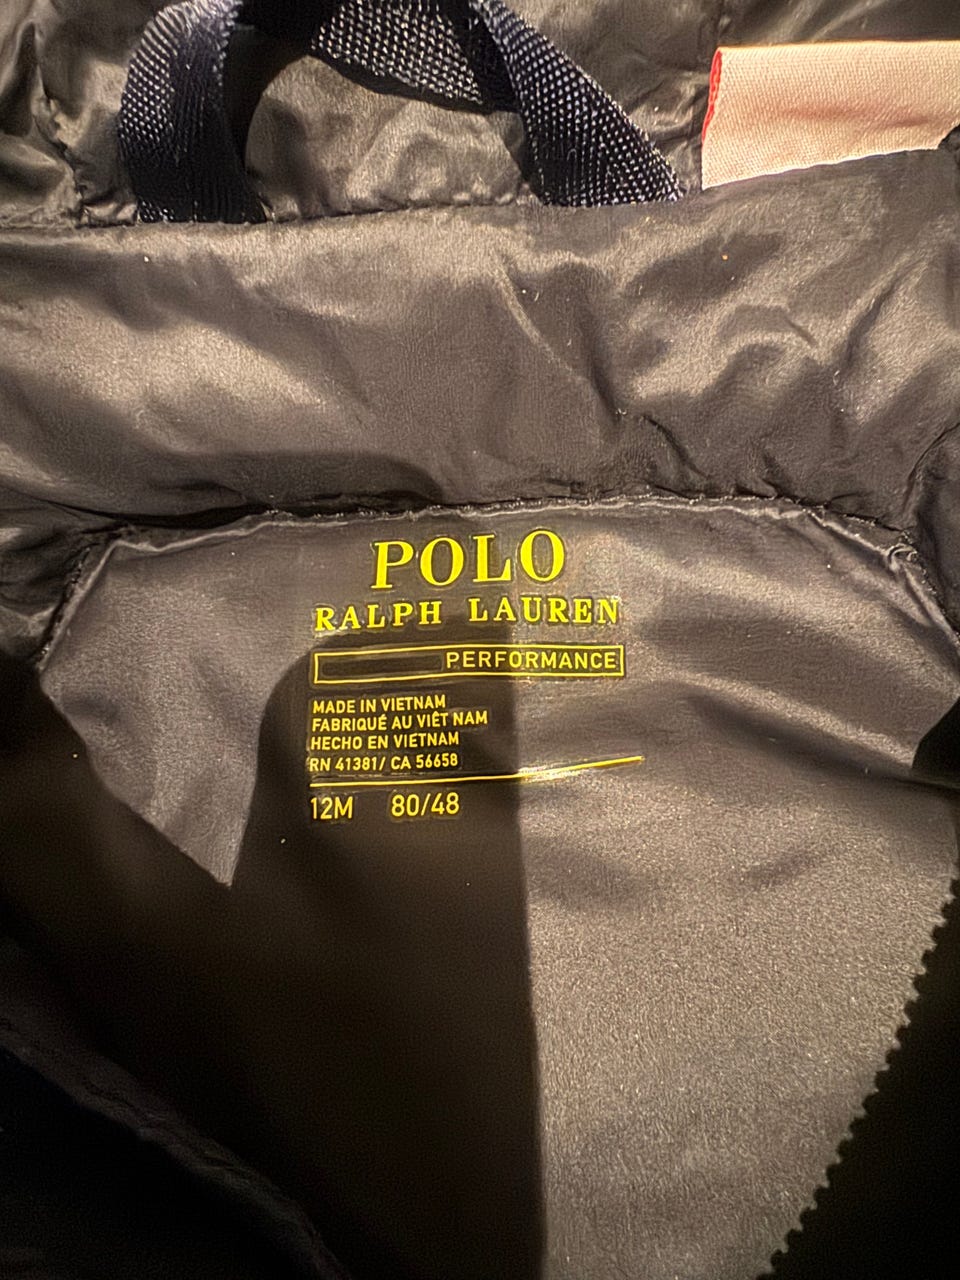 POLO
RALPH LAUREN
PERFORMANCE
MADE IN VIETNAM
FABRIQUÉ AU VIÊT NAM
HECHO EN VIETNAM
RN 41381/ CA 56658
12M 80/48